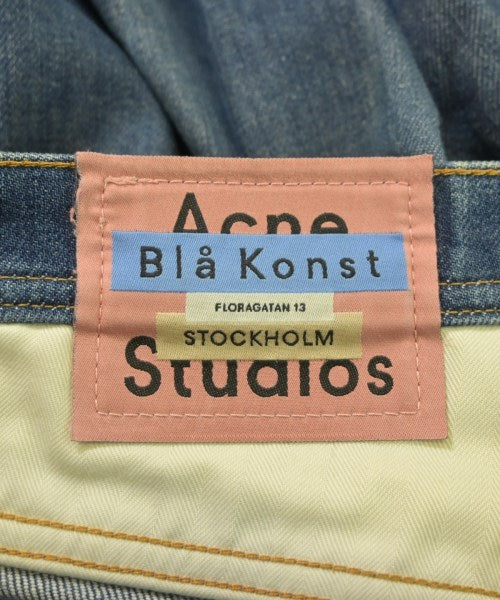 Acne
Blå Konst
FLORAGATAN 13
STOCKHOLM
Studios